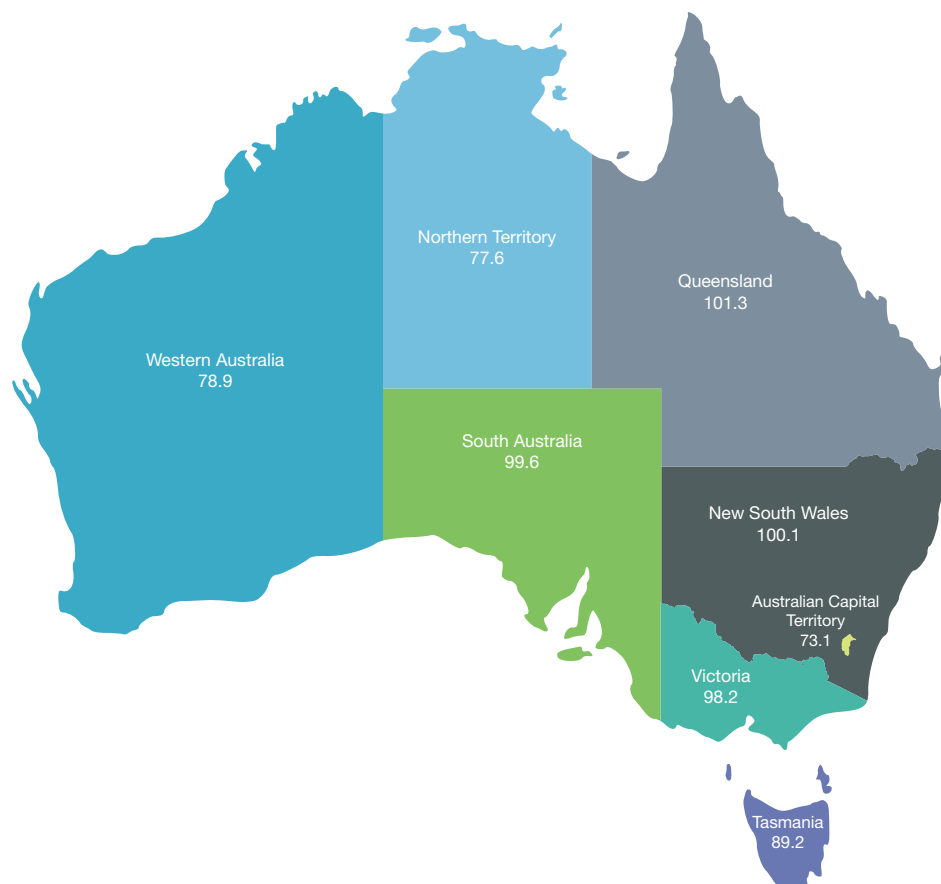 Northern Territory
77.6
Queensland
101.3
Western Australia
78.9
South Australia
99.6
New South Wales
100.1
Australian Capital
Territory
73.1
Victoria
98.2
Tasmania
89.2